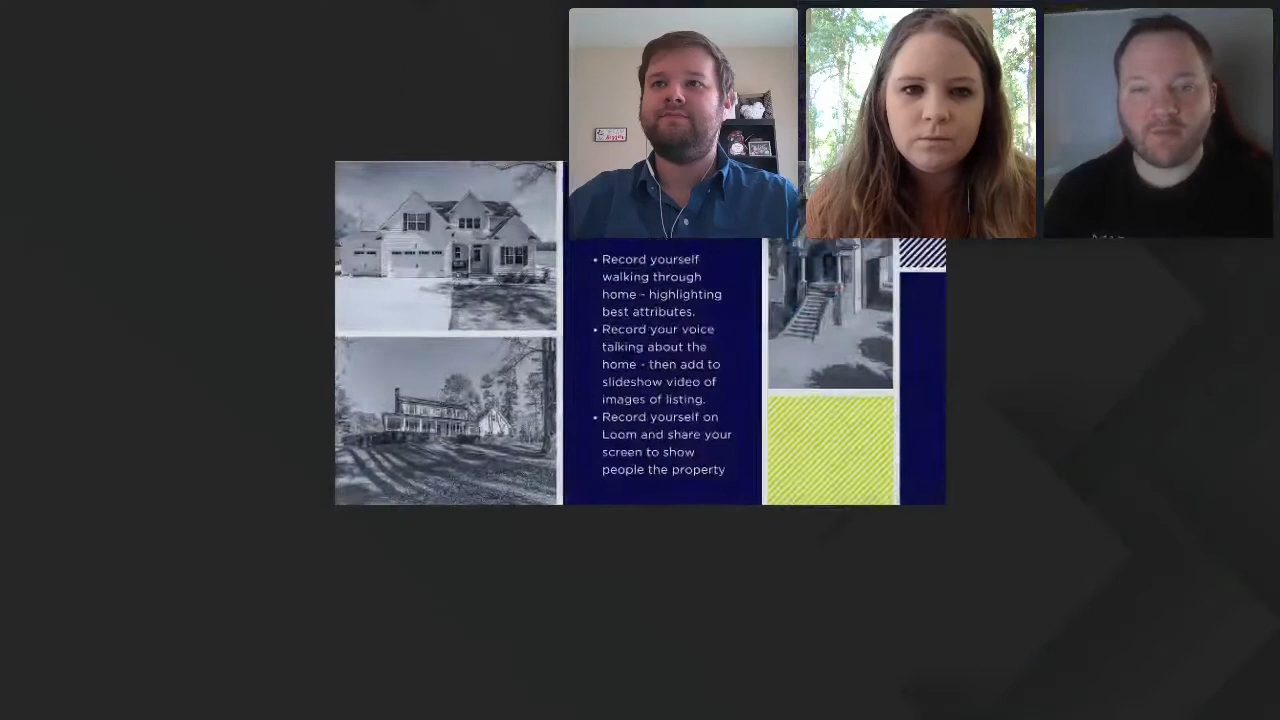 • Record yourself
walking through
home - highlighting
best attributes.
• Record your voice
talking about the
home - then add to
slideshow video of
images of listing.
• Record yourself on
Loom and share your
screen to show
people the property